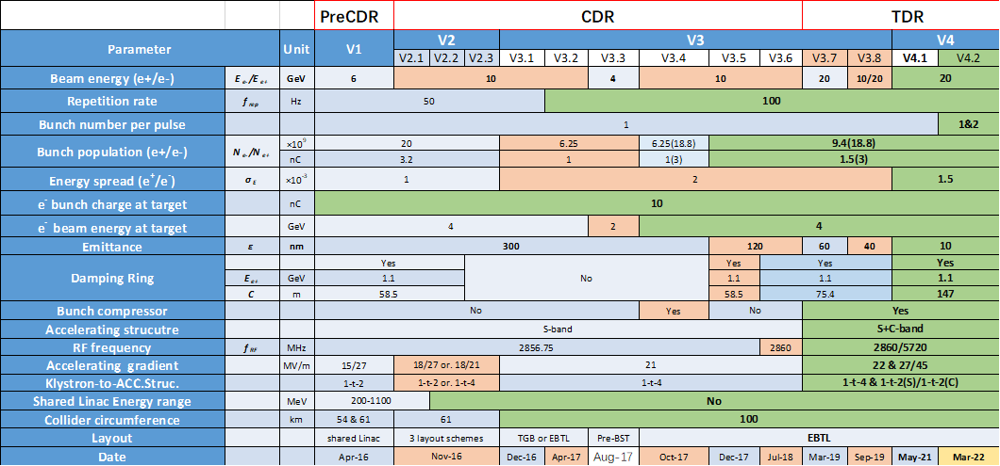 PreCDR CDR TDR
Parameter Unit V1 V2 V3 V4
V2.1 V2.2 V2.3 V3.1 V3.2 V3.3 V3.4 V3.5 V3.6 V3.7 V3.8 V4.1 V4.2
Beam energy (e+/e-) E e-/E e+ GeV 6 10 4 10 20 10/20 20
Repetition rate f rep Hz 50 100
Bunch number per pulse 1 1&2
Bunch population (e+/e-) N e-/N e+ ×10⁹ 20 6.25 6.25(18.8) 9.4(18.8)
nC 3.2 1 1(3) 1.5(3)
Energy spread (e⁺/e⁻) σ E ×10⁻³ 1 2 1.5
e⁻ bunch charge at target nC 10
e⁻ beam energy at target GeV 4 2 4
Emittance ε nm 300 120 60 40 10
Damping Ring Yes No Yes Yes Yes
E e+ GeV 1.1 1.1 1.1 1.1
C m 58.5 58.5 75.4 147
Bunch compressor No Yes No Yes
Accelerating strucutre S-band S+C-band
RF frequency f RF MHz 2856.75 2860 2860/5720
Accelerating gradient MV/m 15/27 18/27 or. 18/21 21 22 & 27/45
Klystron-to-ACC.Struc. 1-t-2 1-t-2 or 1-t-4 1-t-4 1-t-4 & 1-t-2(S)/1-t-2(C)
Shared Linac Energy range MeV 200-1100 No
Collider circumference km 54 & 61 61 100
Layout shared Linac 3 layout schemes TGB or EBTL Pre-BST EBTL
Date Apr-16 Nov-16 Dec-16 Apr-17 Aug-17 Oct-17 Dec-17 Jul-18 Mar-19 Sep-19 May-21 Mar-22